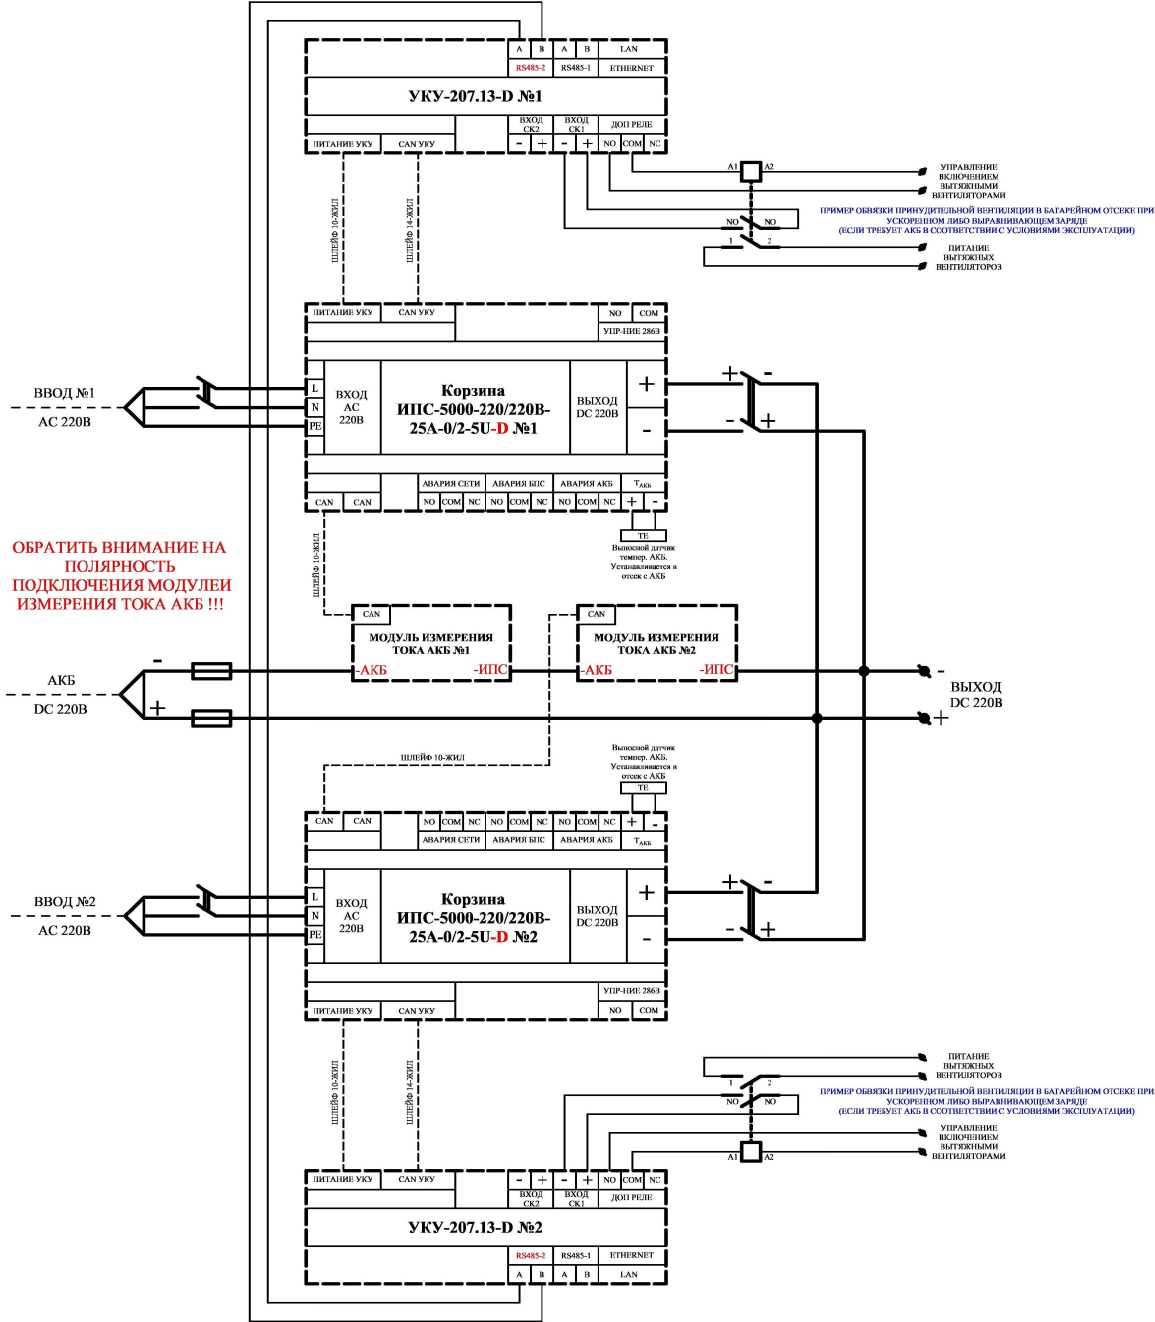 A B A B LAN
RS485-2 RS485-1 ETHERNET
УКУ-207.13-D №1
ВХОД СК2 ВХОД СК1 ДОП РЕЛЕ
ПИТАНИЕ УКУ CAN УКУ - + - + NO COM NC
ШЛЕЙФ 10-ЖИЛ
ШЛЕЙФ 14-ЖИЛ
A1 A2
УПРАВЛЕНИЕ
ВКЛЮЧЕНИЕМ
ВЫТЯЖНЫМИ
ВЕНТИЛЯТОРАМИ
ПРИМЕР ОБВЯЗКИ ПРИНУДИТЕЛЬНОЙ ВЕНТИЛЯЦИИ В БАТАРЕЙНОМ ОТСЕКЕ ПРИ
УСКОРЕННОМ ЛИБО ВЫРАВНИВАЮЩЕМ ЗАРЯДЕ
(ЕСЛИ ТРЕБУЕТ АКБ В ССОТВЕТСТВИИ С УСЛОВИЯМИ ЭКСПЛУАТАЦИИ)
NO NO
1 2
ПИТАНИЕ
ВЫТЯЖНЫХ
ВЕНТИЛЯТОРОЗ
ПИТАНИЕ УКУ CAN УКУ NO COM
УПР-НИЕ 2863
ВВОД №1
AC 220В
L
N
PE
ВХОД
AC
220В
Корзина
ИПС-5000-220/220В-
25А-0/2-5U-D №1
ВЫХОД
DC 220В
+
-
+ -
- +
АВАРИЯ СЕТИ АВАРИЯ БПС АВАРИЯ АКБ ТАКБ
CAN CAN NO COM NC NO COM NC NO COM NC + -
ШЛЕЙФ 10-ЖИЛ
TE
Выносной датчик
темпер. АКБ.
Устанавливается в
отсек с АКБ
ОБРАТИТЬ ВНИМАНИЕ НА
ПОЛЯРНОСТЬ
ПОДКЛЮЧЕНИЯ МОДУЛЕИ
ИЗМЕРЕНИЯ ТОКА АКБ !!!
CAN
МОДУЛЬ ИЗМЕРЕНИЯ
ТОКА АКБ №1
-АКБ -ИПС
CAN
МОДУЛЬ ИЗМЕРЕНИЯ
ТОКА АКБ №2
-АКБ -ИПС
-
АКБ
DC 220В
+
-
ВЫХОД
DC 220В
+
ШЛЕЙФ 10-ЖИЛ
Выносной датчик
темпер. АКБ.
Устанавливается в
отсек с АКБ
TE
CAN CAN NO COM NC NO COM NC NO COM NC + -
АВАРИЯ СЕТИ АВАРИЯ БПС АВАРИЯ АКБ ТАКБ
ВВОД №2
AC 220В
L
N
PE
ВХОД
AC
220В
Корзина
ИПС-5000-220/220В-
25А-0/2-5U-D №2
ВЫХОД
DC 220В
+
-
+ -
- +
УПР-НИЕ 2863
ПИТАНИЕ УКУ CAN УКУ NO COM
ШЛЕЙФ 10-ЖИЛ
ШЛЕЙФ 14-ЖИЛ
ПИТАНИЕ
ВЫТЯЖНЫХ
ВЕНТИЛЯТОРОЗ
1 2
NO NO
ПРИМЕР ОБВЯЗКИ ПРИНУДИТЕЛЬНОЙ ВЕНТИЛЯЦИИ В БАТАРЕЙНОМ ОТСЕКЕ ПРИ
УСКОРЕННОМ ЛИБО ВЫРАВНИВАЮЩЕМ ЗАРЯДЕ
(ЕСЛИ ТРЕБУЕТ АКБ В ССОТВЕТСТВИИ С УСЛОВИЯМИ ЭКСПЛУАТАЦИИ)
УПРАВЛЕНИЕ
ВКЛЮЧЕНИЕМ
ВЫТЯЖНЫМИ
ВЕНТИЛЯТОРАМИ
A1 A2
ПИТАНИЕ УКУ CAN УКУ - + - + NO COM NC
ВХОД СК2 ВХОД СК1 ДОП РЕЛЕ
УКУ-207.13-D №2
RS485-2 RS485-1 ETHERNET
A B A B LAN